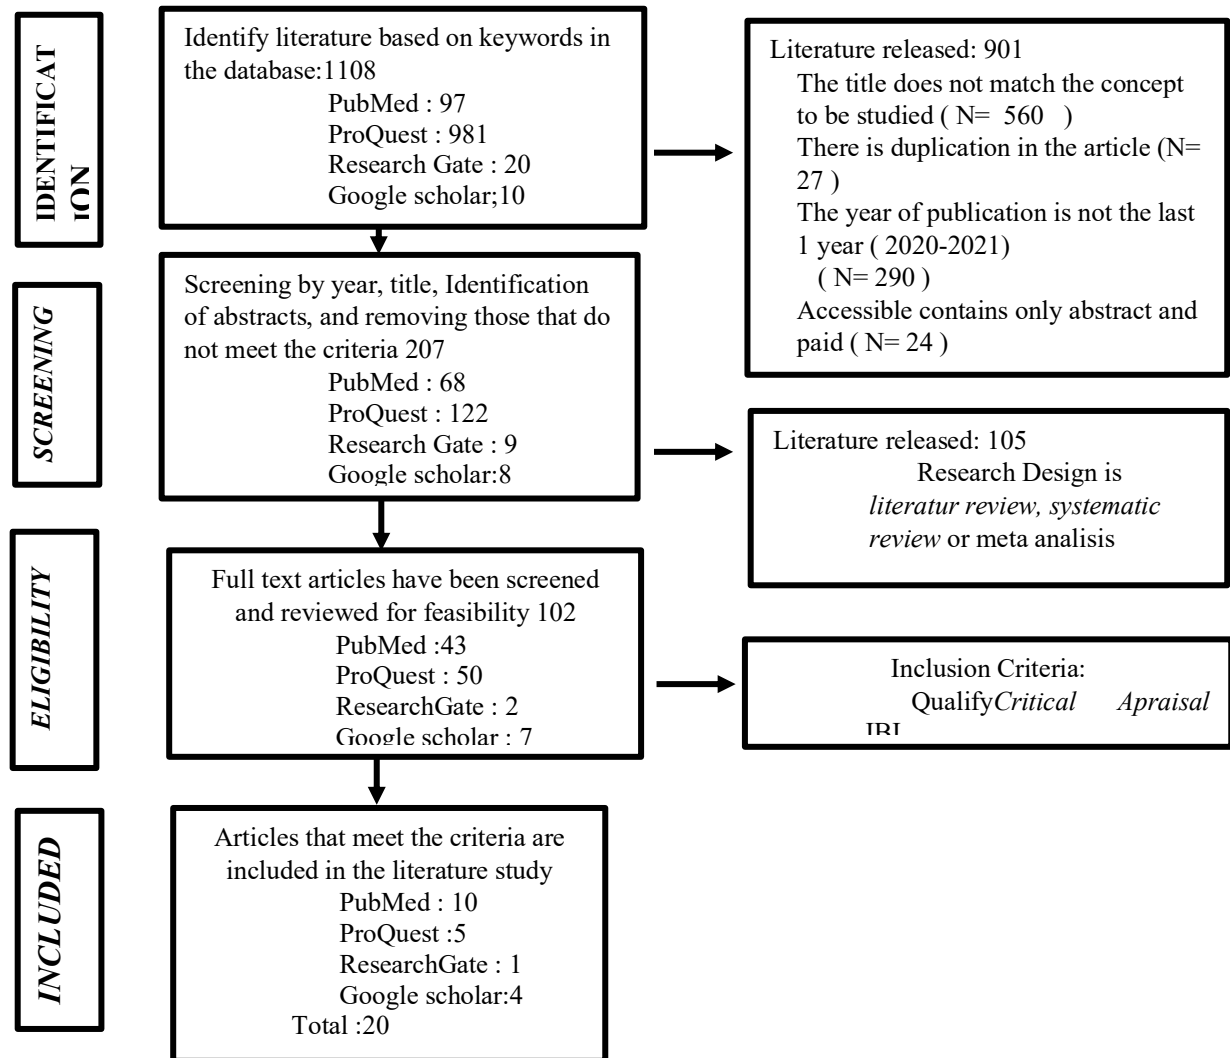 IDENTIFICAT
ION
Identify literature based on keywords in
the database:1108
PubMed : 97
ProQuest : 981
Research Gate : 20
Google scholar;10
Literature released: 901
The title does not match the concept
to be studied ( N= 560 )
There is duplication in the article (N=
27 )
The year of publication is not the last
1 year ( 2020-2021)
( N= 290 )
Accessible contains only abstract and
paid ( N= 24 )
SCREENING
Screening by year, title, Identification
of abstracts, and removing those that do
not meet the criteria 207
PubMed : 68
ProQuest : 122
Research Gate : 9
Google scholar:8
Literature released: 105
Research Design is
literatur review, systematic
review or meta analisis
ELIGIBILITY
Full text articles have been screened
and reviewed for feasibility 102
PubMed :43
ProQuest : 50
ResearchGate : 2
Google scholar : 7
Inclusion Criteria:
QualifyCritical Apraisal
JBI
INCLUDED
Articles that meet the criteria are
included in the literature study
PubMed : 10
ProQuest :5
ResearchGate : 1
Google scholar:4
Total :20